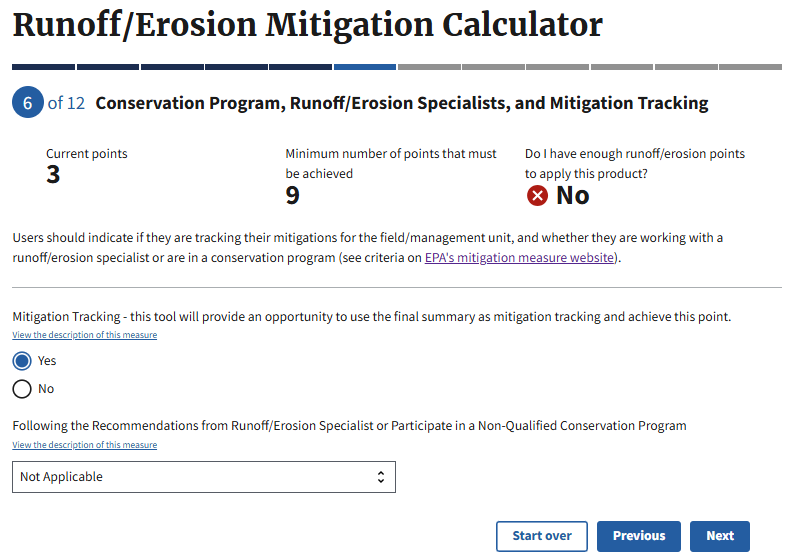 Runoff/Erosion Mitigation Calculator
6 of 12 Conservation Program, Runoff/Erosion Specialists, and Mitigation Tracking
Current points
3
Minimum number of points that must
be achieved
9
Do I have enough runoff/erosion points
to apply this product?
No
Users should indicate if they are tracking their mitigations for the field/management unit, and whether they are working with a
runoff/erosion specialist or are in a conservation program (see criteria on EPA's mitigation measure website).
Mitigation Tracking - this tool will provide an opportunity to use the final summary as mitigation tracking and achieve this point.
View the description of this measure
Yes
No
Following the Recommendations from Runoff/Erosion Specialist or Participate in a Non-Qualified Conservation Program
View the description of this measure
Not Applicable
Start over
Previous
Next